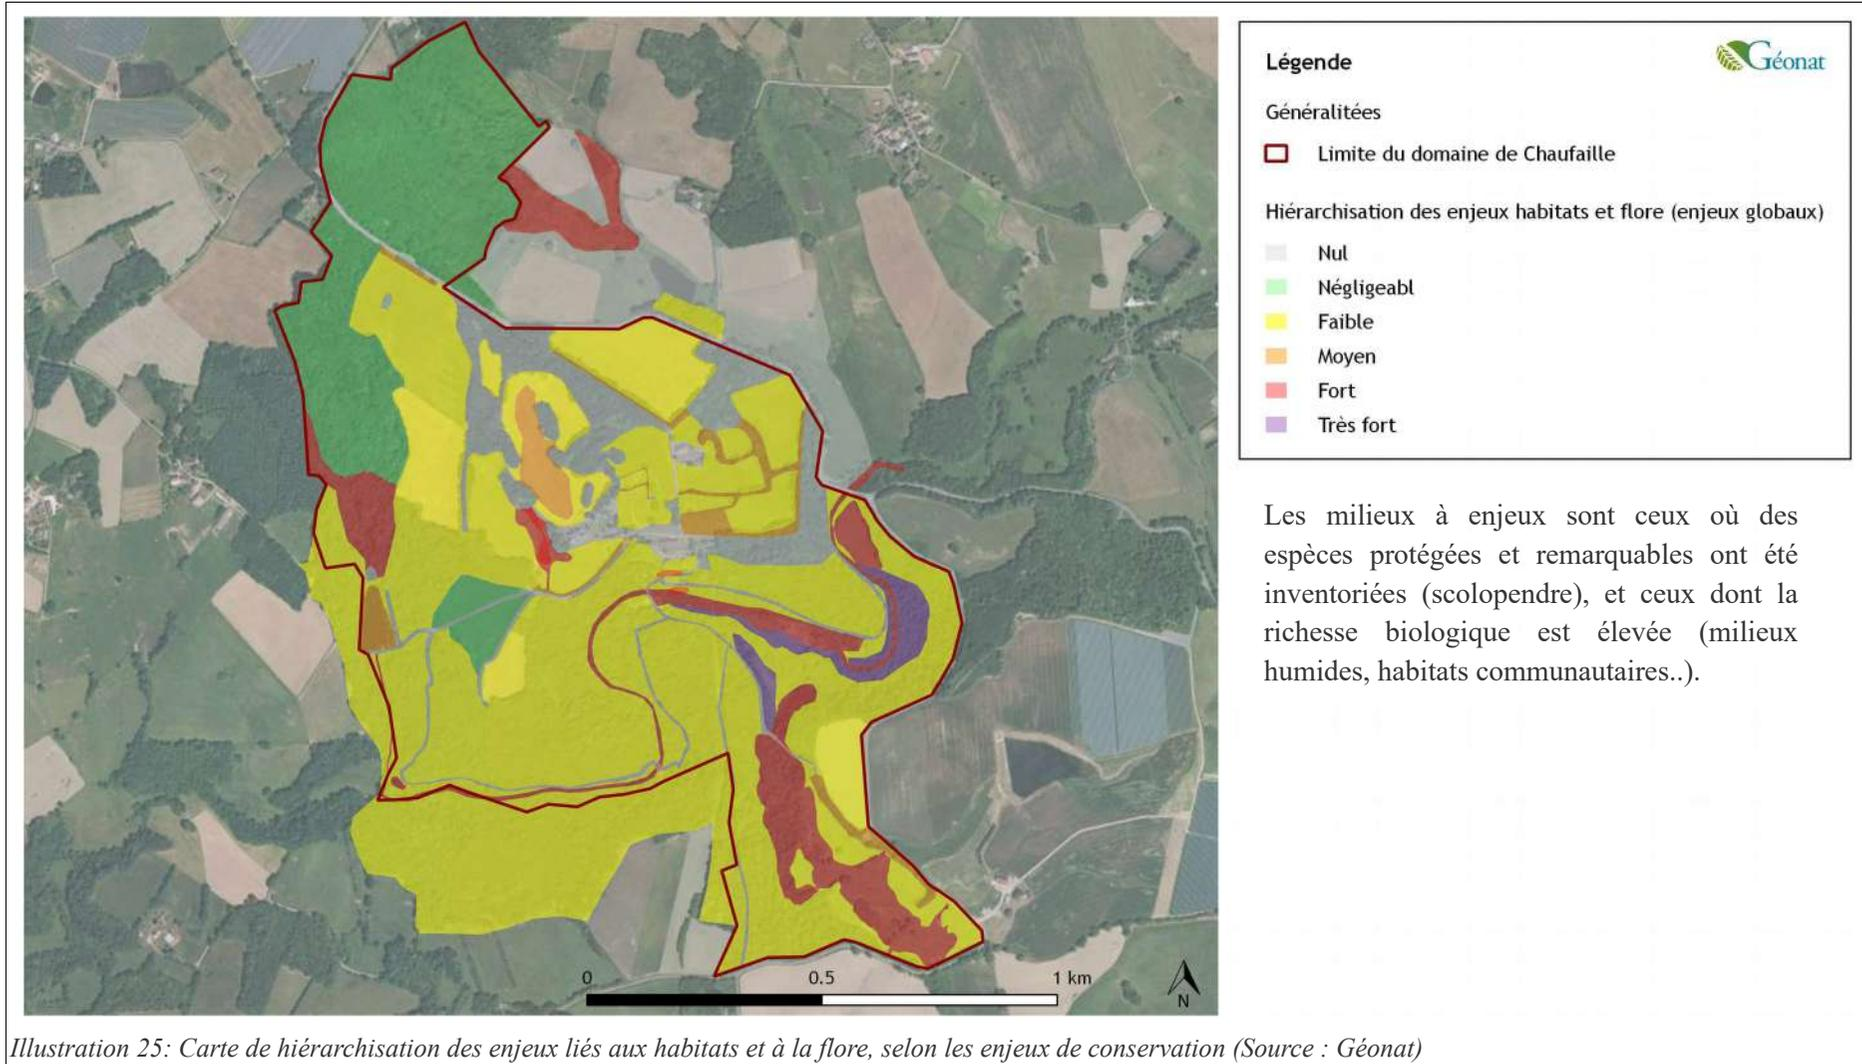 Légende
Géonat
Généralitées
Limite du domaine de Chaufaille
Hiérarchisation des enjeux habitats et flore (enjeux globaux)
Nul
Négligeabl
Faible
Moyen
Fort
Très fort
Les milieux à enjeux sont ceux où des
espèces protégées et remarquables ont été
inventoriées (scolopendre), et ceux dont la
richesse biologique est élevée (milieux
humides, habitats communautaires..).
0 0.5 1 km
N
Illustration 25: Carte de hiérarchisation des enjeux liés aux habitats et à la flore, selon les enjeux de conservation (Source : Géonat)